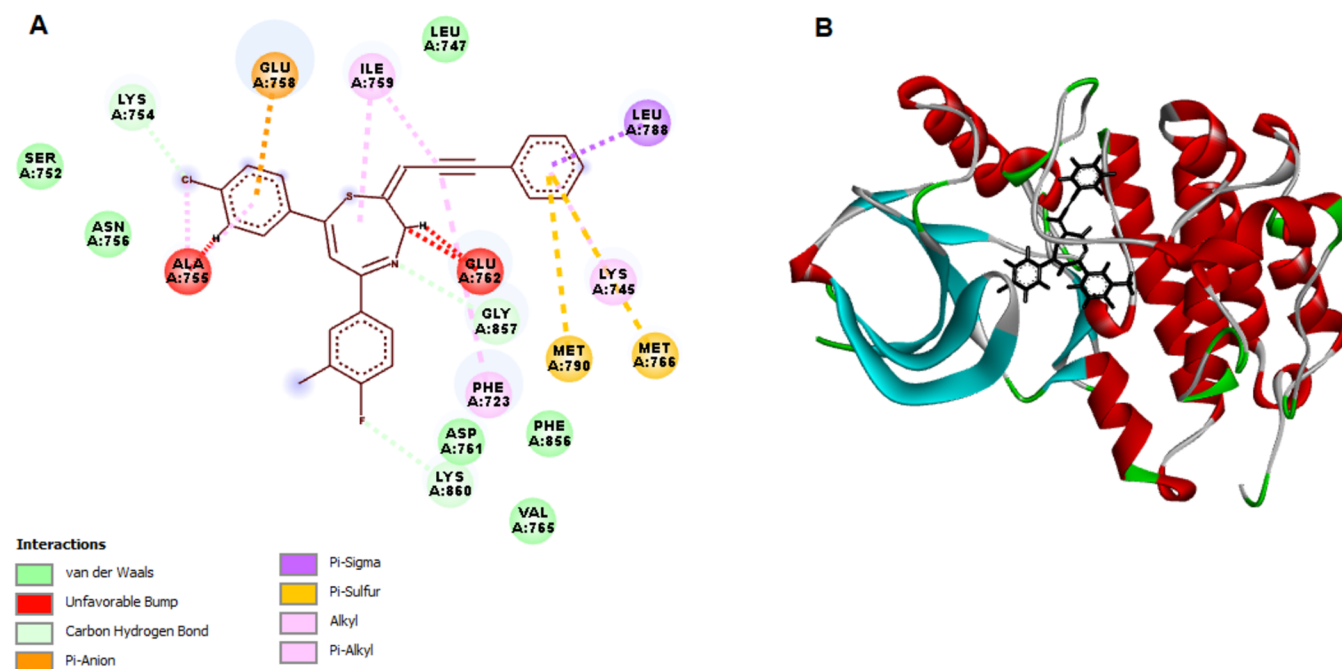 A
B
LEU
A:747
GLU
A:758
ILE
A:759
LYS
A:754
LEU
A:788
SER
A:752
Cl
S
H
H
ASN
A:756
ALA
A:755
N
GLU
A:762
LYS
A:745
GLY
A:857
MET
A:790
MET
A:766
PHE
A:723
F
ASP
A:761
PHE
A:856
LYS
A:860
VAL
A:765
Interactions
van der Waals
Unfavorable Bump
Carbon Hydrogen Bond
Pi-Anion
Pi-Sigma
Pi-Sulfur
Alkyl
Pi-Alkyl